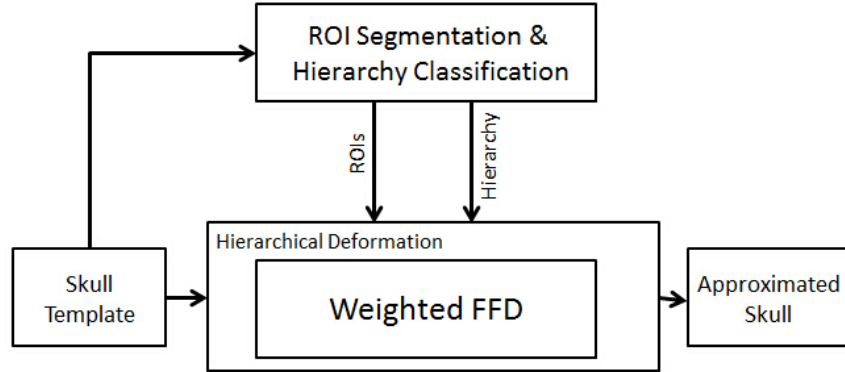 ROI Segmentation &
Hierarchy Classification
ROIs
Hierarchy
Hierarchical Deformation
Skull
Template
Weighted FFD
Approximated
Skull